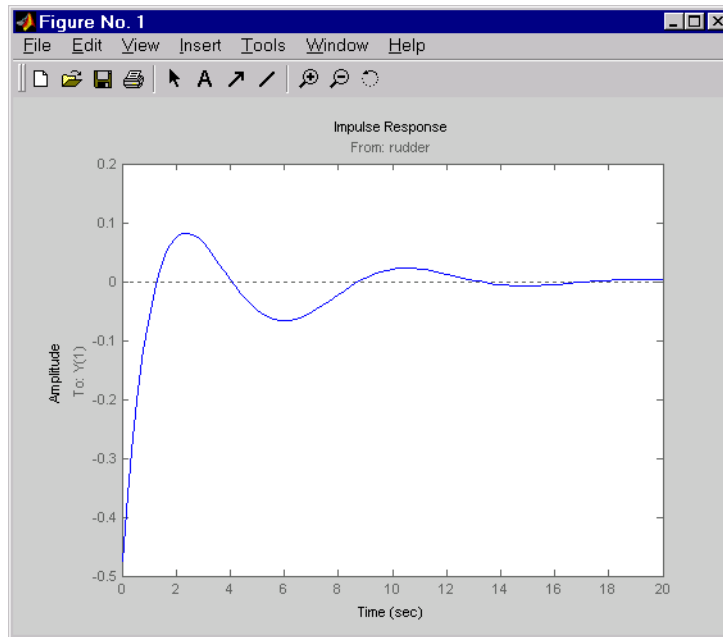 Figure No. 1
File Edit View Insert Tools Window Help
A
Impulse Response
From: rudder
0.2
0.1
0
-0.1
-0.2
-0.3
-0.4
-0.5
Amplitude
To: Y(1)
0 2 4 6 8 10 12 14 16 18 20
Time (sec)